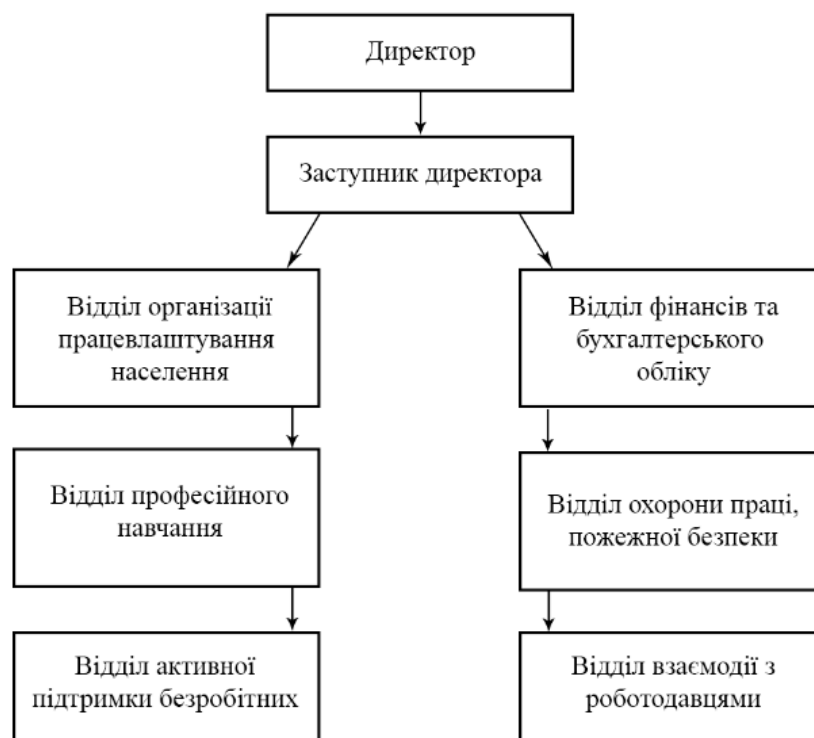 Директор
Заступник директора
Відділ організації
працевлаштування
населення
Відділ фінансів та
бухгалтерського
обліку
Відділ професійного
навчання
Відділ охорони праці,
пожежної безпеки
Відділ активної
підтримки безробітних
Відділ взаємодії з
роботодавцями